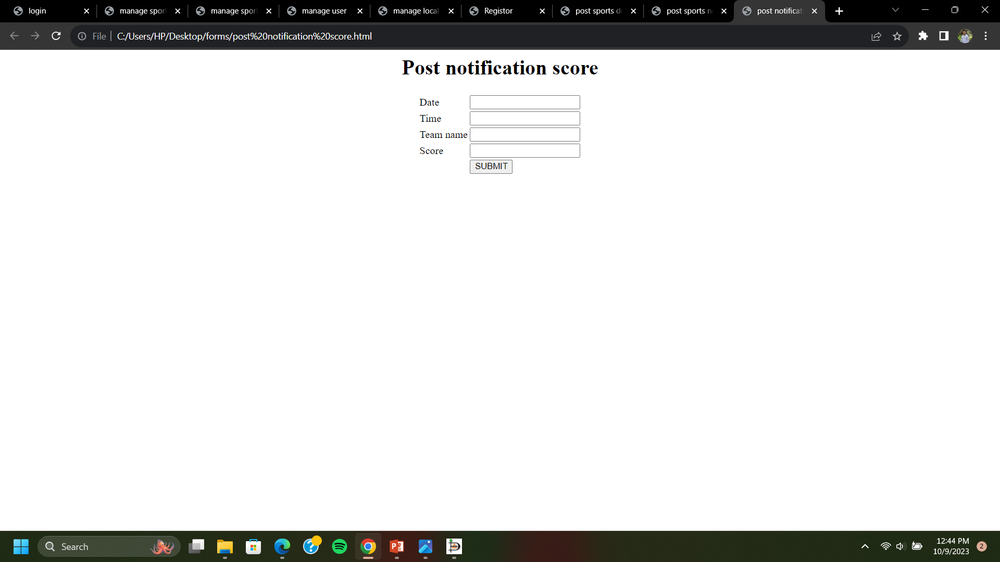 login
manage spor
manage spor
manage user
manage local
Registor
post sports d
post sports n
post notificat
File
C:/Users/HP/Desktop/forms/post%20notification%20score.html
Post notification score
Date
Time
Team name
Score
SUBMIT
Search
12:44 PM
10/9/2023
2